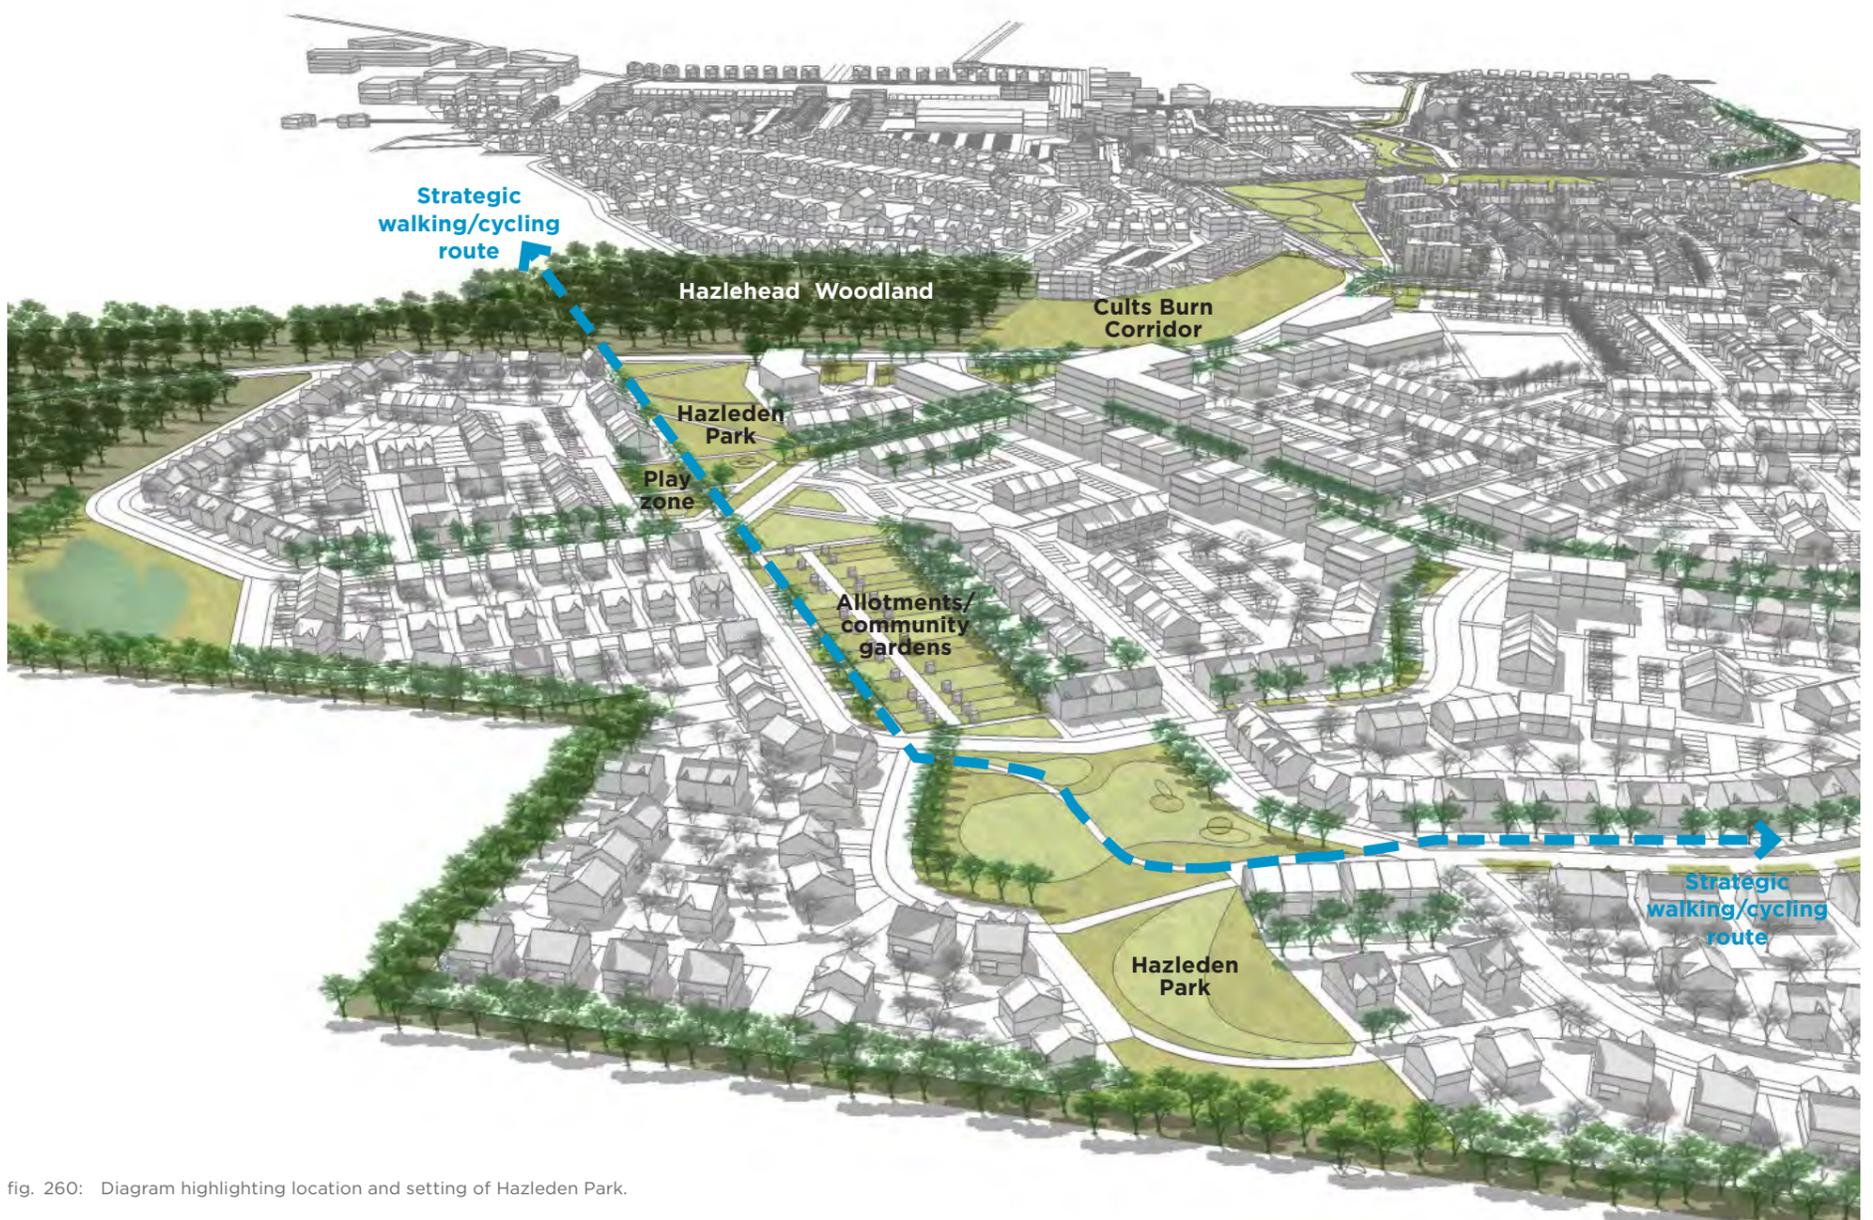 Strategic
walking/cycling
route
Hazlehead Woodland
Cults Burn
Corridor
Hazleden
Park
Play
zone
Allotments/
community
gardens
Strategic
walking/cycling
route
Hazleden
Park
fig. 260: Diagram highlighting location and setting of Hazleden Park.